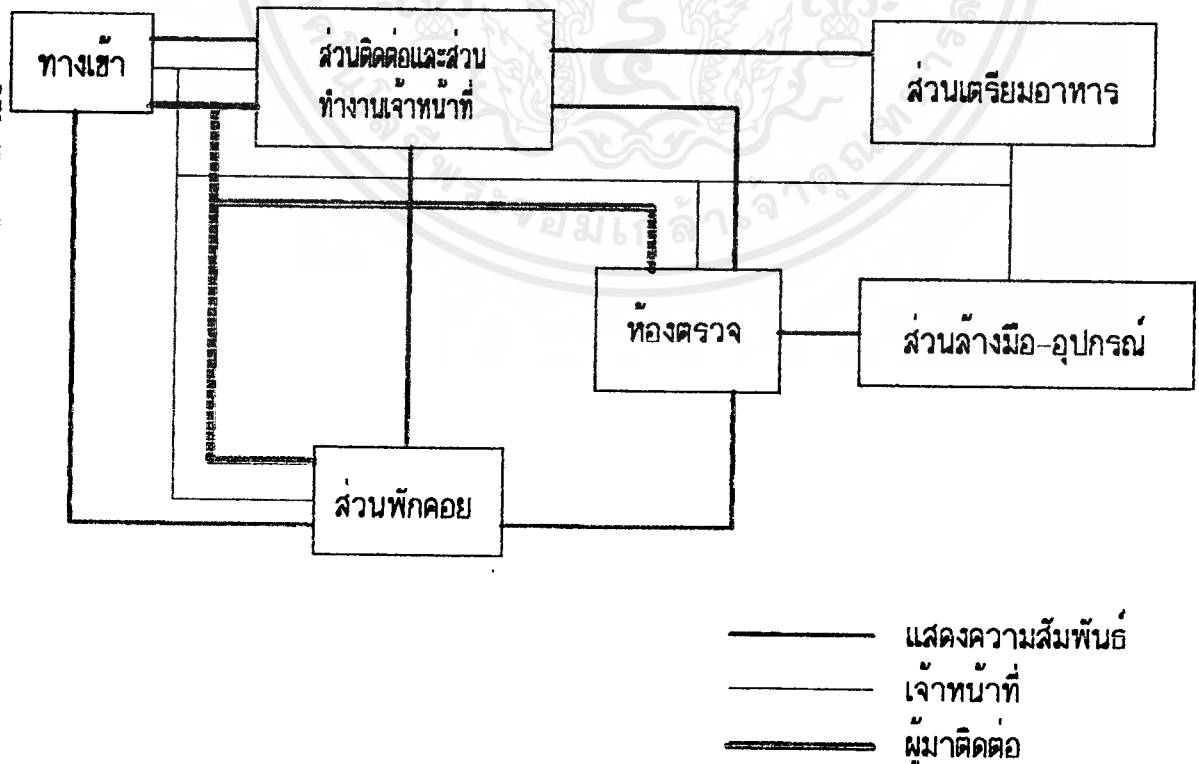 ทางเข้า
ส่วนติดต่อและส่วน
ทำงานเจ้าหน้าที่
ส่วนเตรียมอาหาร
ห้องตรวจ
ส่วนล้างมือ-อุปกรณ์
ส่วนพักคอย
แสดงความสัมพันธ์
เจ้าหน้าที่
ผู้มาติดต่อ